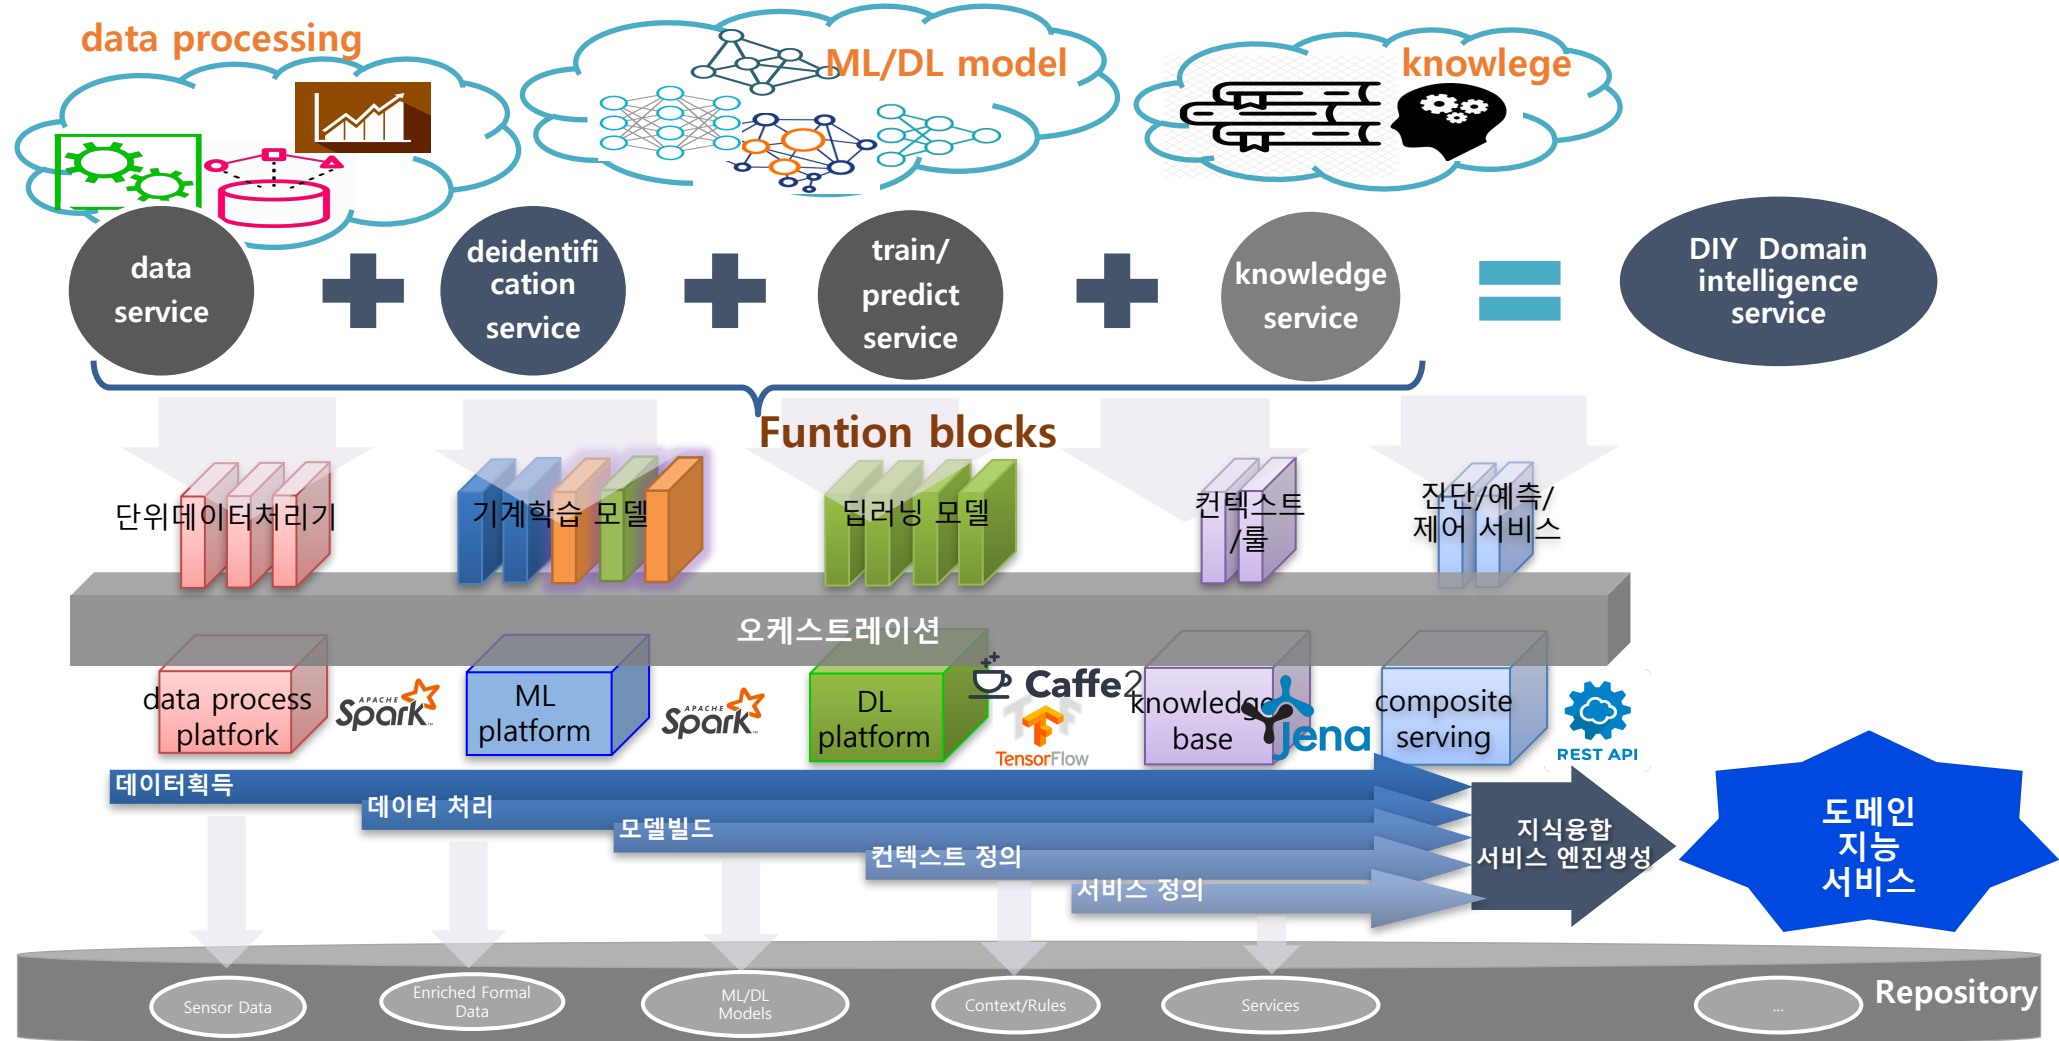 data processing
ML/DL model
knowlege
data
service
deidentifi
cation
service
train/
predict
service
knowledge
service
DIY Domain
intelligence
service
Funtion blocks
단위데이터처리기
기계학습 모델
딥러닝 모델
컨텍스트
/룰
진단/예측/
제어 서비스
오케스트레이션
data process
platfork
APACHE
Spark
ML
platform
APACHE
Spark
DL
platform
Caffe2
TensorFlow
knowledge
base
jena
composite
serving
REST API
데이터획득
데이터 처리
모델빌드
컨텍스트 정의
서비스 정의
지식융합
서비스 엔진생성
도메인
지능
서비스
Sensor Data
Enriched Formal
Data
ML/DL
Models
Context/Rules
Services
...
Repository